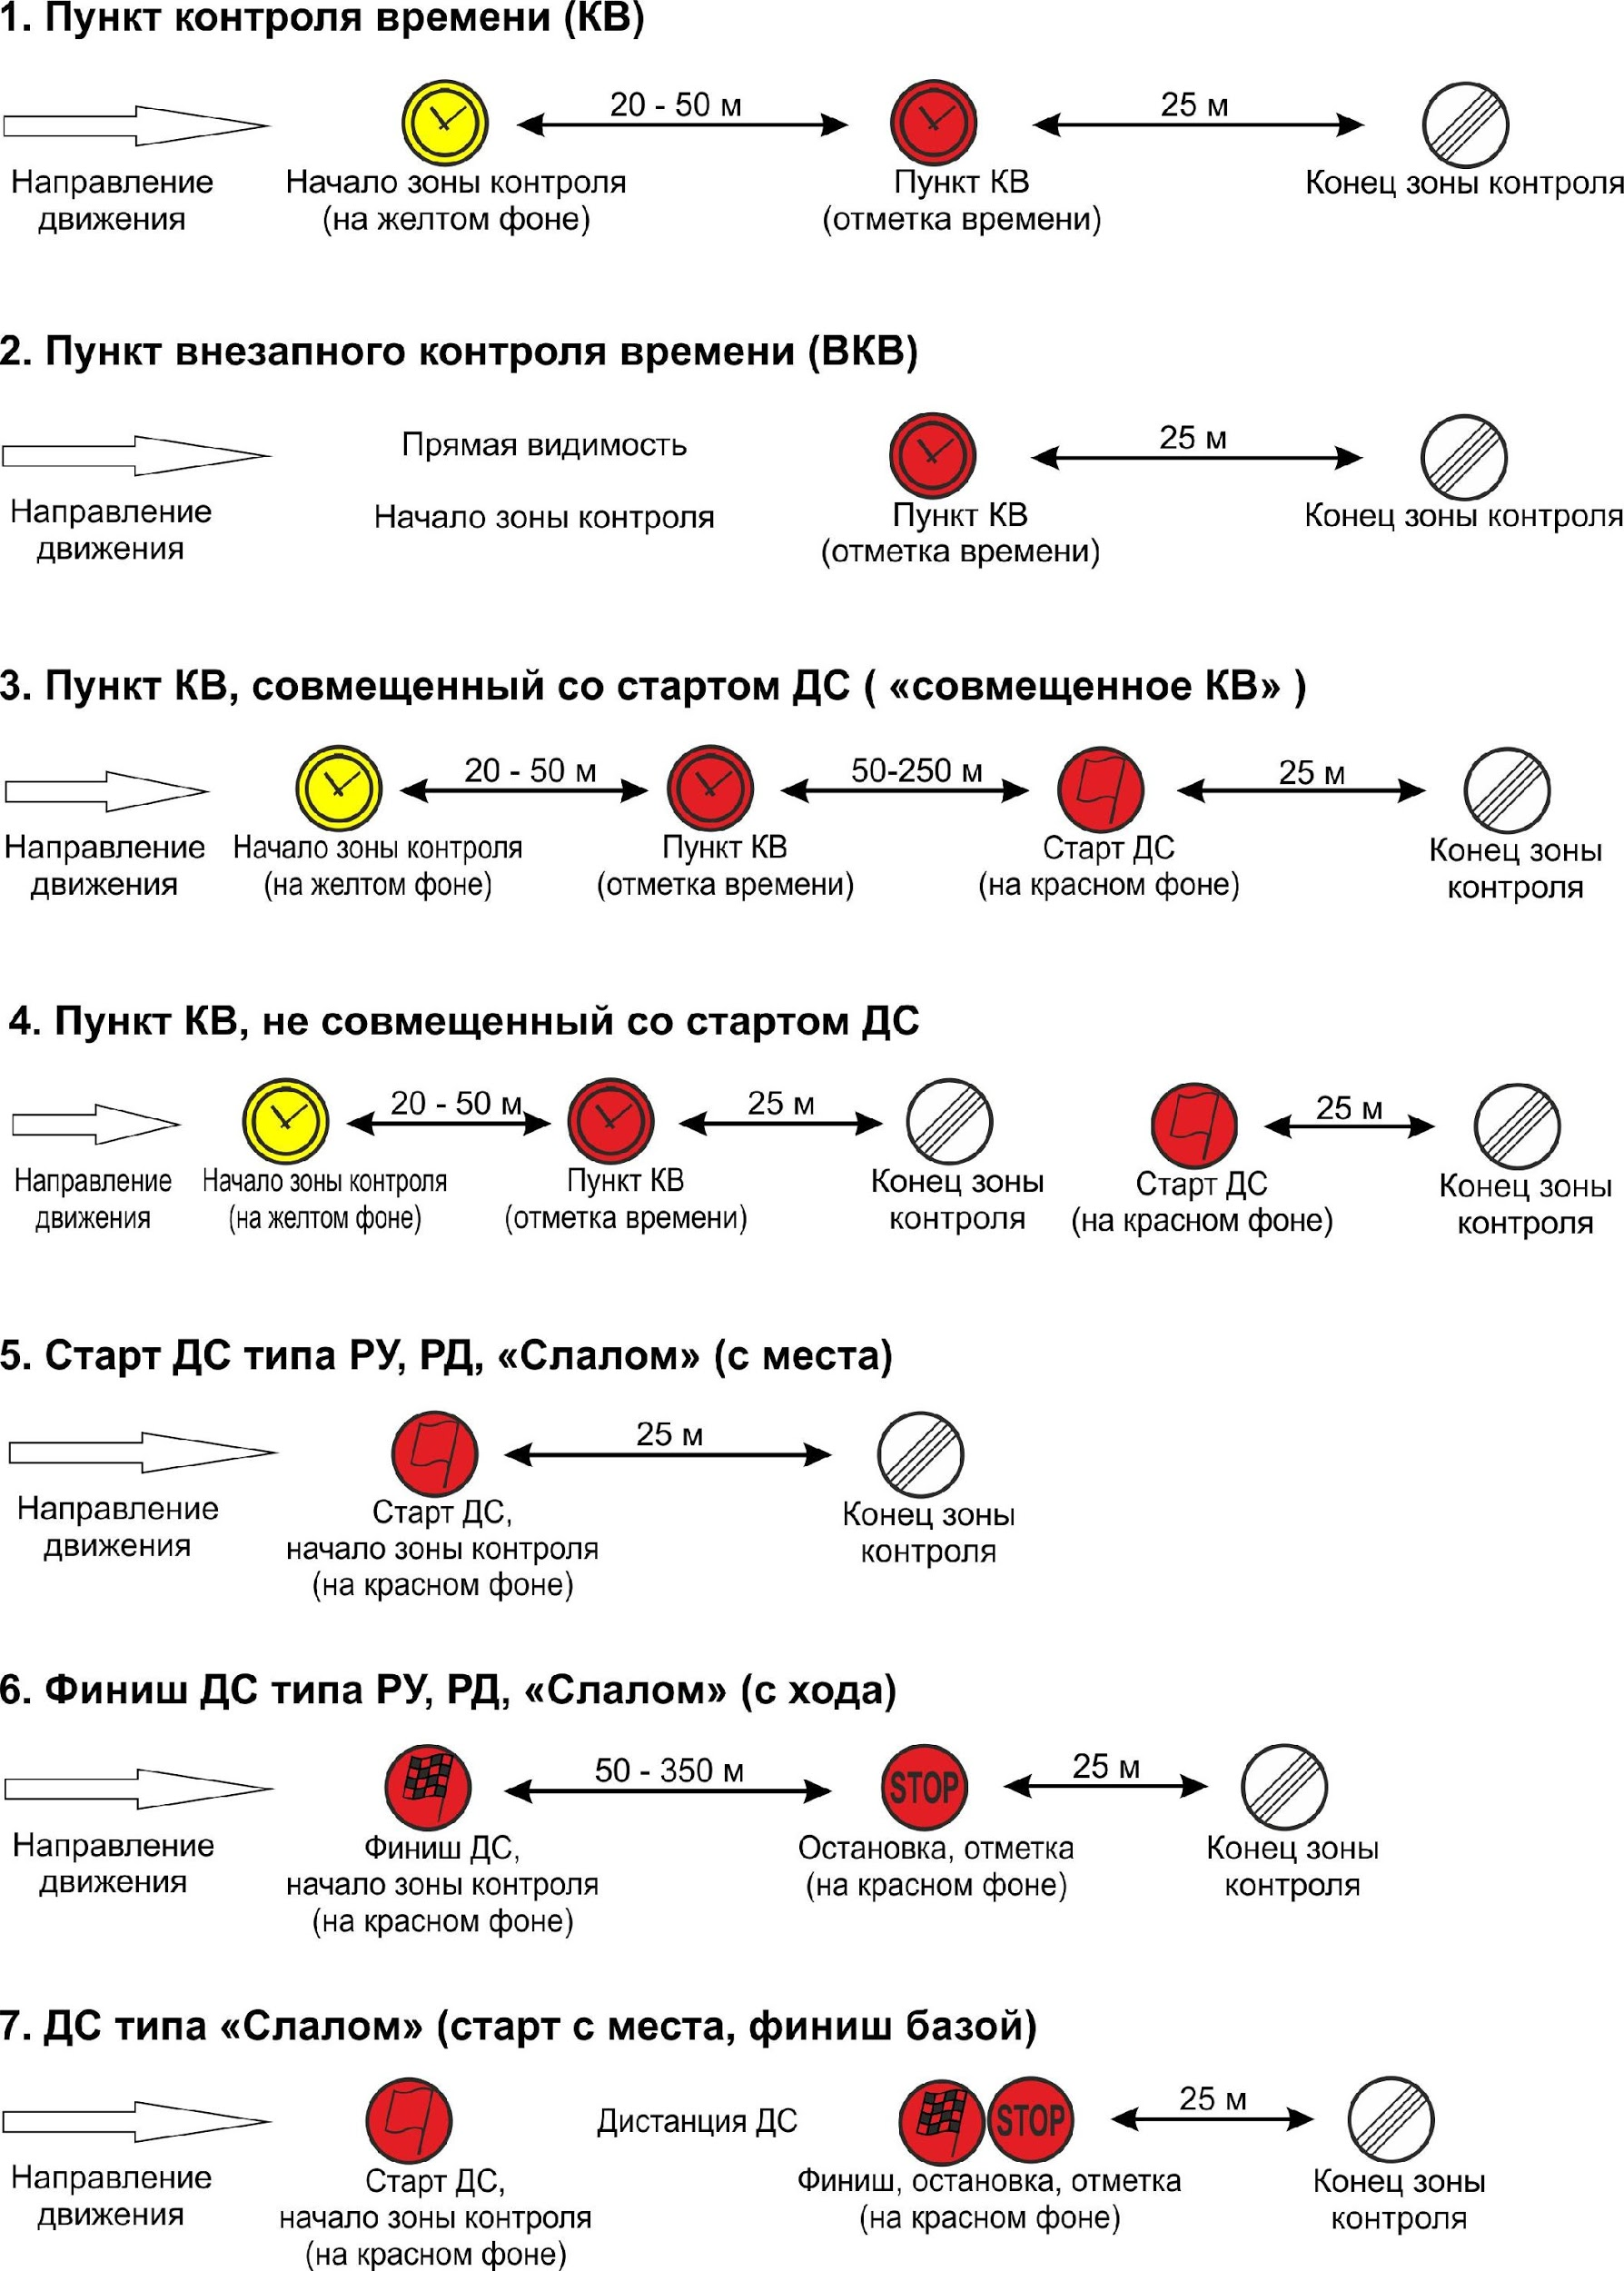 1. Пункт контроля времени (КВ)
20 - 50 м
25 м
Направление
движения
Начало зоны контроля
(на желтом фоне)
Пункт КВ
(отметка времени)
Конец зоны контроля
2. Пункт внезапного контроля времени (ВКВ)
Прямая видимость
25 м
Направление
движения
Начало зоны контроля
Пункт КВ
(отметка времени)
Конец зоны контроля
3. Пункт КВ, совмещенный со стартом ДС ( «совмещенное КВ» )
20 - 50 м
50-250 м
25 м
Направление
движения
Начало зоны контроля
(на желтом фоне)
Пункт КВ
(отметка времени)
Старт ДС
(на красном фоне)
Конец зоны
контроля
4. Пункт КВ, не совмещенный со стартом ДС
20 - 50 м
25 м
25 м
Направление
движения
Начало зоны контроля
(на желтом фоне)
Пункт КВ
(отметка времени)
Конец зоны
контроля
Старт ДС
(на красном фоне)
Конец зоны
контроля
5. Старт ДС типа РУ, РД, «Слалом» (с места)
25 м
Направление
движения
Старт ДС,
начало зоны контроля
(на красном фоне)
Конец зоны
контроля
6. Финиш ДС типа РУ, РД, «Слалом» (с хода)
50 - 350 м
STOP
25 м
Направление
движения
Финиш ДС,
начало зоны контроля
(на красном фоне)
Остановка, отметка
(на красном фоне)
Конец зоны
контроля
7. ДС типа «Слалом» (старт с места, финиш базой)
Дистанция ДС
STOP
25 м
Направление
движения
Старт ДС,
начало зоны контроля
(на красном фоне)
Финиш, остановка, отметка
(на красном фоне)
Конец зоны
контроля